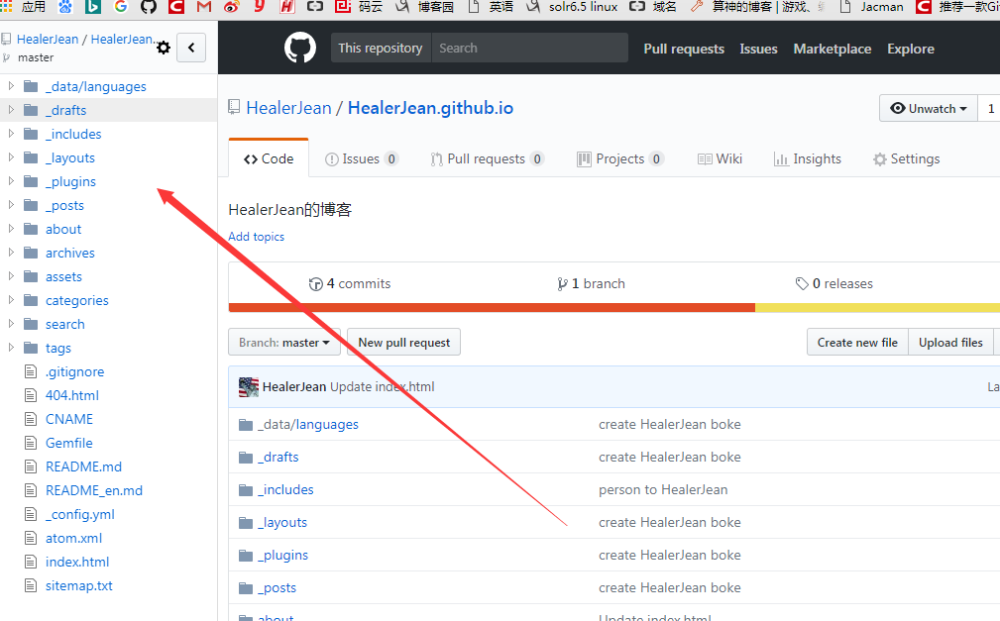 应用 码云 博客园 英语 solr6.5 linux 域名 算神的博客 | 游戏、 Jacman 推荐一款Gi
HealerJean / HealerJean...
master
_data/languages
_drafts
_includes
_layouts
_plugins
_posts
about
archives
assets
categories
search
tags
.gitignore
404.html
CNAME
Gemfile
README.md
README_en.md
_config.yml
atom.xml
index.html
sitemap.txt
This repository Search Pull requests Issues Marketplace Explore
HealerJean / HealerJean.github.io Unwatch 1
Code Issues 0 Pull requests 0 Projects 0 Wiki Insights Settings
HealerJean的博客
Add topics
4 commits 1 branch 0 releases
Branch: master New pull request Create new file Upload files
HealerJean Update index.html La
_data/languages create HealerJean boke
_drafts create HealerJean boke
_includes person to HealerJean
_layouts create HealerJean boke
_plugins create HealerJean boke
_posts create HealerJean boke
about Update index.html